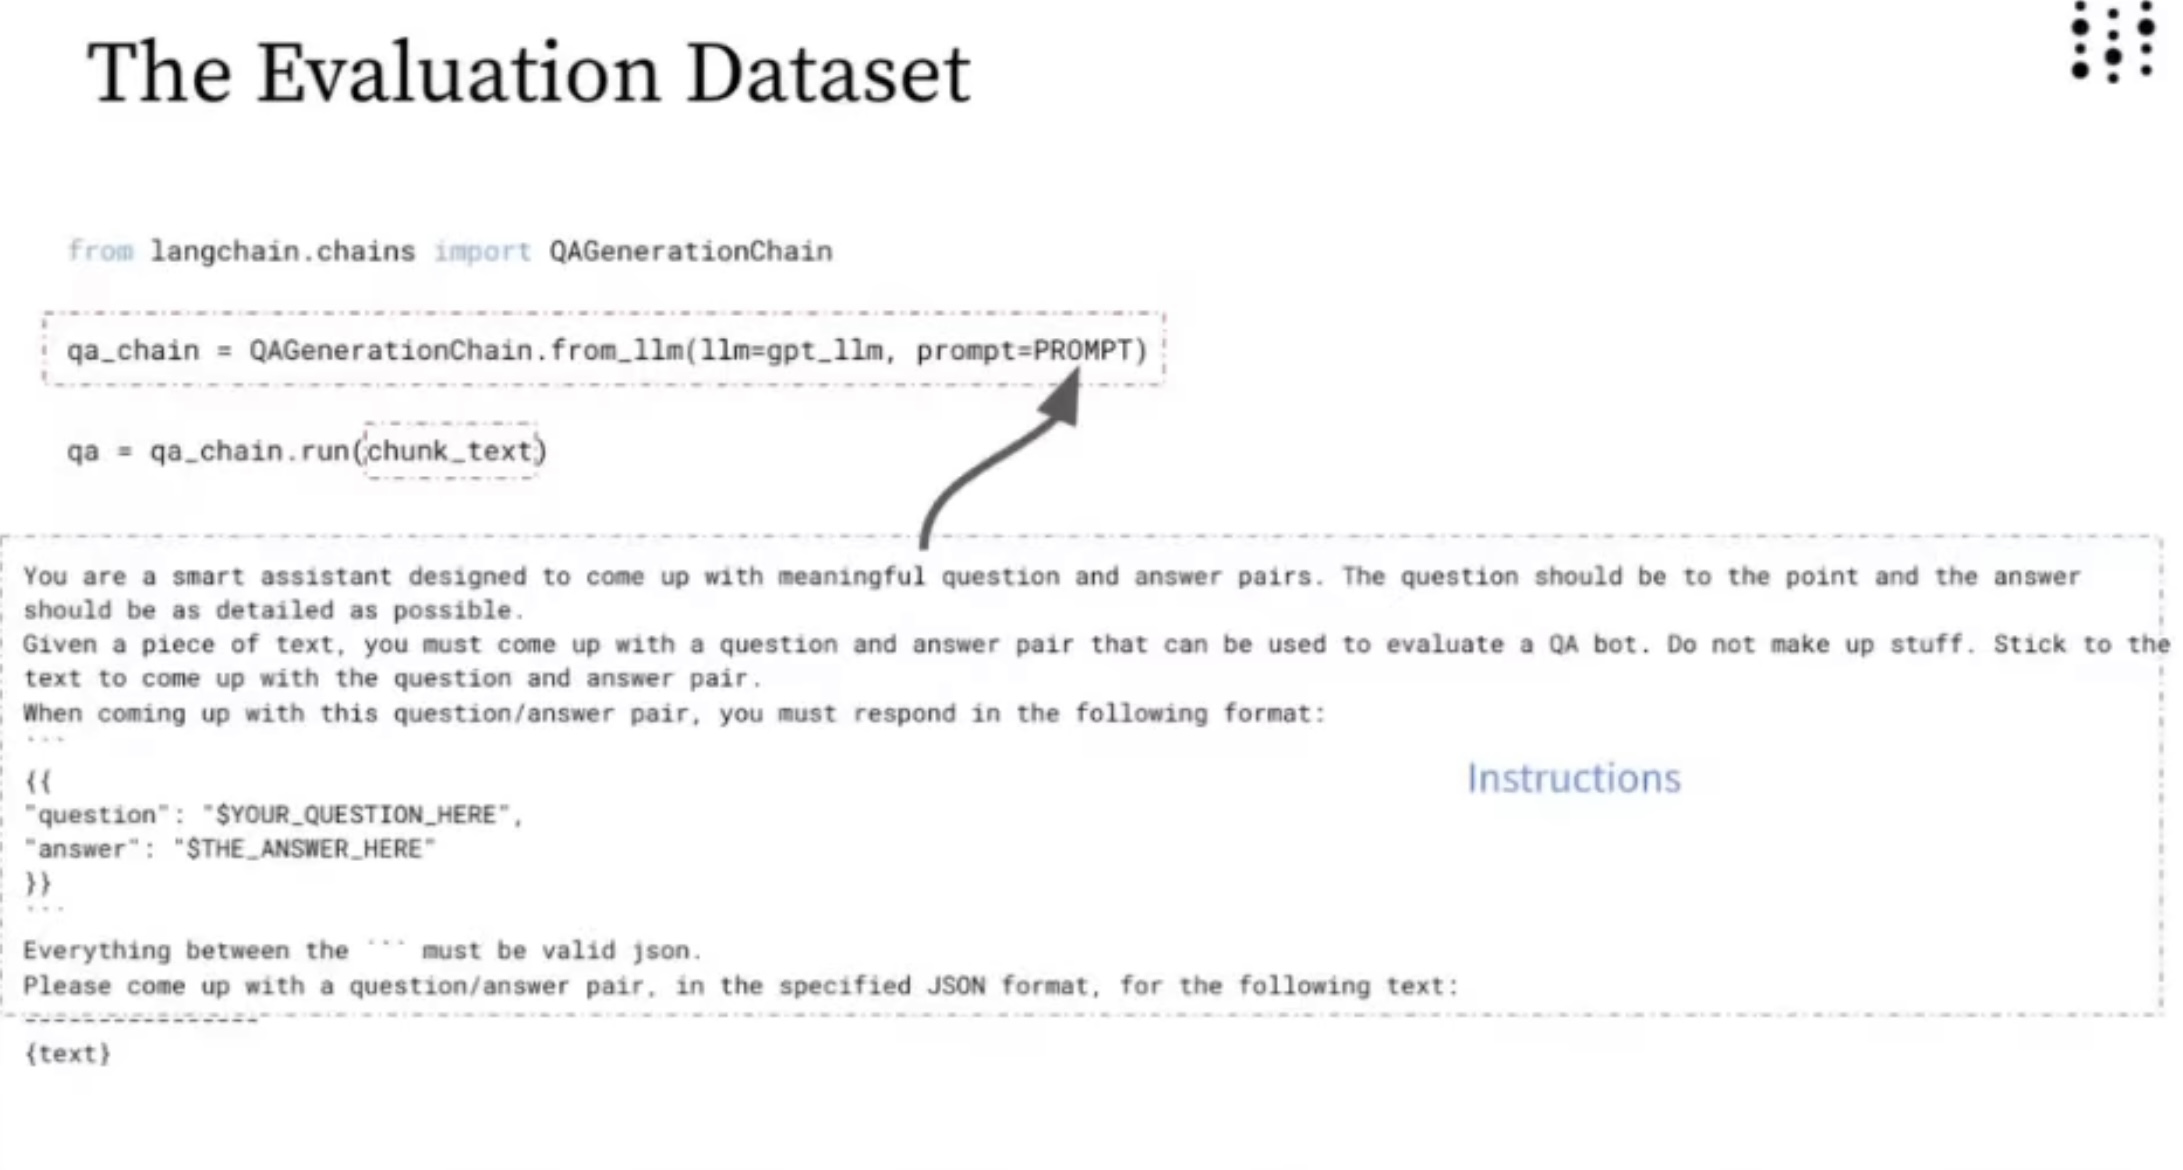 The Evaluation Dataset
from langchain.chains import QAGenerationChain
qa_chain = QAGenerationChain.from_llm(llm=gpt_llm, prompt=PROMPT)
qa = qa_chain.run(chunk_text)
You are a smart assistant designed to come up with meaningful question and answer pairs. The question should be to the point and the answer
should be as detailed as possible.
Given a piece of text, you must come up with a question and answer pair that can be used to evaluate a QA bot. Do not make up stuff. Stick to the
text to come up with the question and answer pair.
When coming up with this question/answer pair, you must respond in the following format:
```
{{
"question": "$YOUR_QUESTION_HERE",
"answer": "$THE_ANSWER_HERE"
}}
```
Instructions
Everything between the ``` must be valid json.
Please come up with a question/answer pair, in the specified JSON format, for the following text:
----------------
{text}